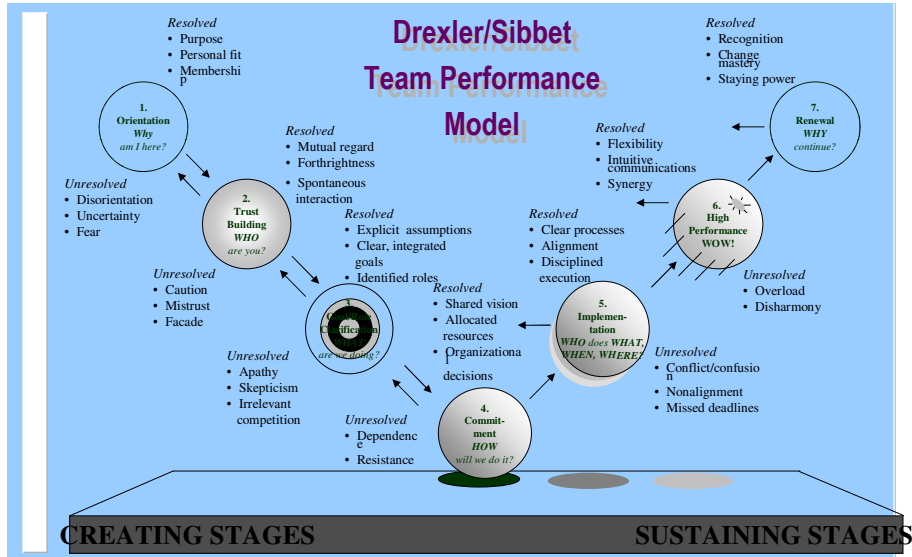 Drexler/Sibbet
Team Performance
Model
Resolved
• Purpose
• Personal fit
• Membershi
p
1.
Orientation
Why
am I here?
Unresolved
• Disorientation
• Uncertainty
• Fear
Resolved
• Mutual regard
• Forthrightness
• Spontaneous
interaction
2.
Trust
Building
WHO
are you?
Unresolved
• Caution
• Mistrust
• Facade
Resolved
• Explicit assumptions
• Clear, integrated
goals
• Identified roles
3.
Goal/Role
Clarification
WHAT
are we doing?
Unresolved
• Apathy
• Skepticism
• Irrelevant
competition
Resolved
• Shared vision
• Allocated
resources
• Organizationa
l
decisions
4.
Commit-
ment
HOW
will we do it?
Unresolved
• Dependenc
e
• Resistance
Resolved
• Clear processes
• Alignment
• Disciplined
execution
5.
Implemen-
tation
WHO does WHAT,
WHEN, WHERE?
Unresolved
• Conflict/confusio
n
• Nonalignment
• Missed deadlines
Resolved
• Flexibility
• Intuitive
communications
• Synergy
6.
High
Performance
WOW!
Unresolved
• Overload
• Disharmony
Resolved
• Recognition
• Change
mastery
• Staying power
7.
Renewal
WHY
continue?
CREATING STAGES
SUSTAINING STAGES